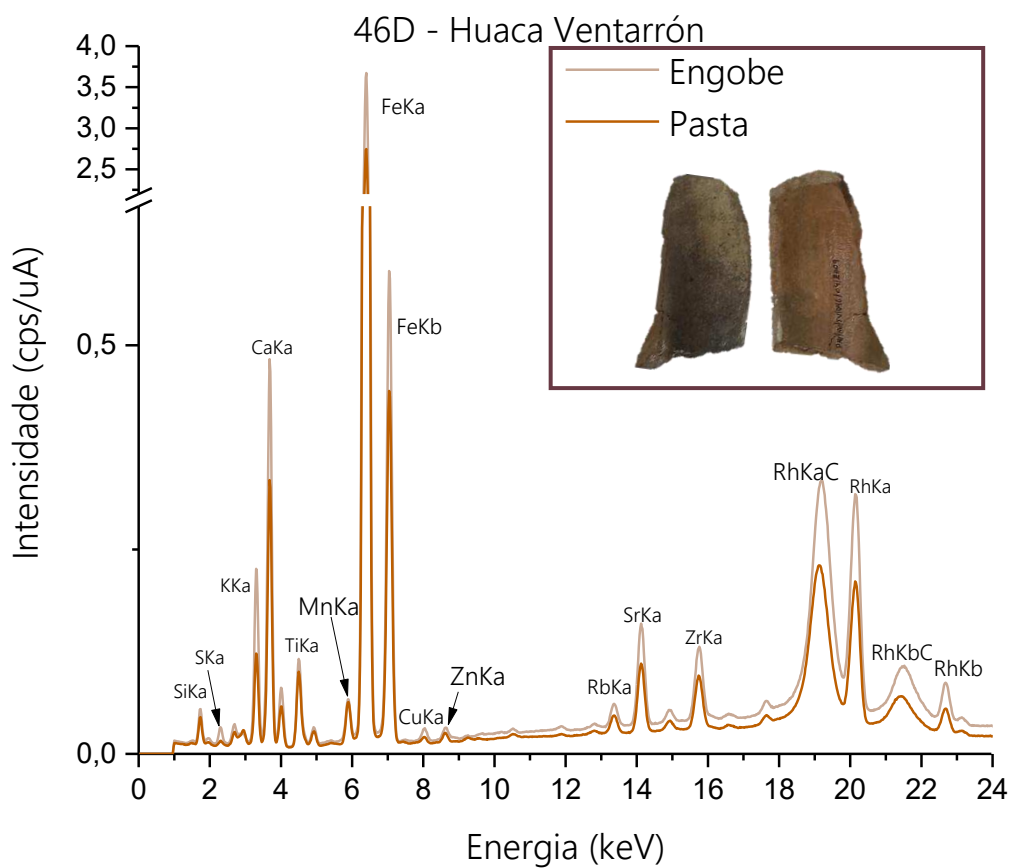 46D - Huaca Ventarrón
Engobe
Pasta
4,0
3,5
3,0
2,5
0,5
0,0
Intensidade (cps/uA)
FeKa
FeKb
CaKa
KKa
MnKa
TiKa
SKa
SiKa
CuKa
ZnKa
RbKa
SrKa
ZrKa
RhKaC
RhKa
RhKbC
RhKb
0 2 4 6 8 10 12 14 16 18 20 22 24
Energia (keV)